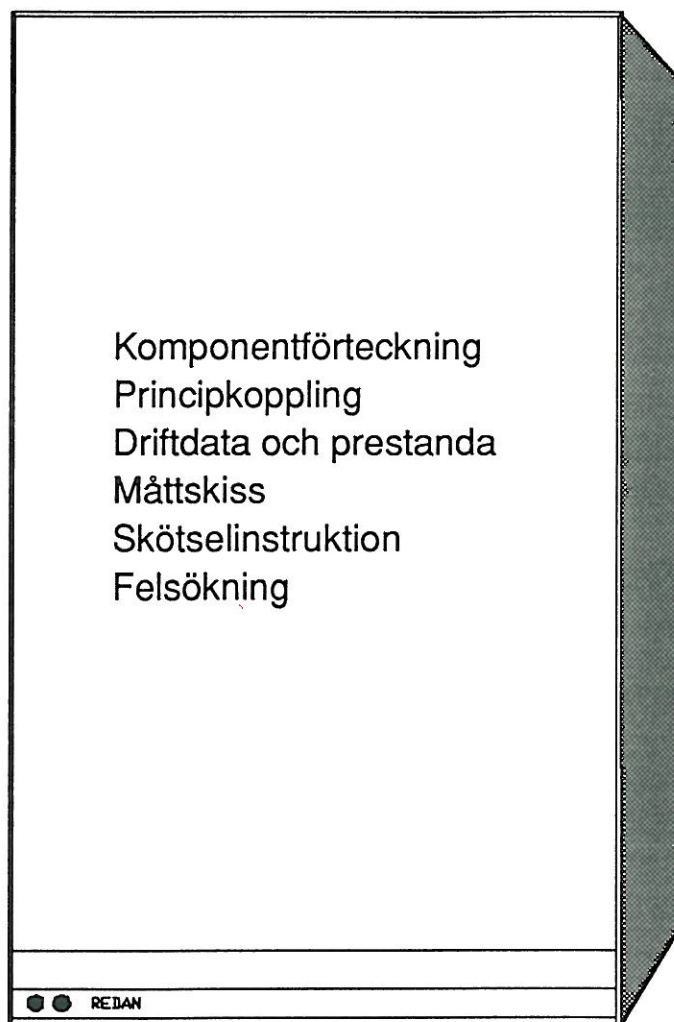 Komponentförteckning
Principkoppling
Driftdata och prestanda
Måttskiss
Skötselinstruktion
Felsökning
REDAN